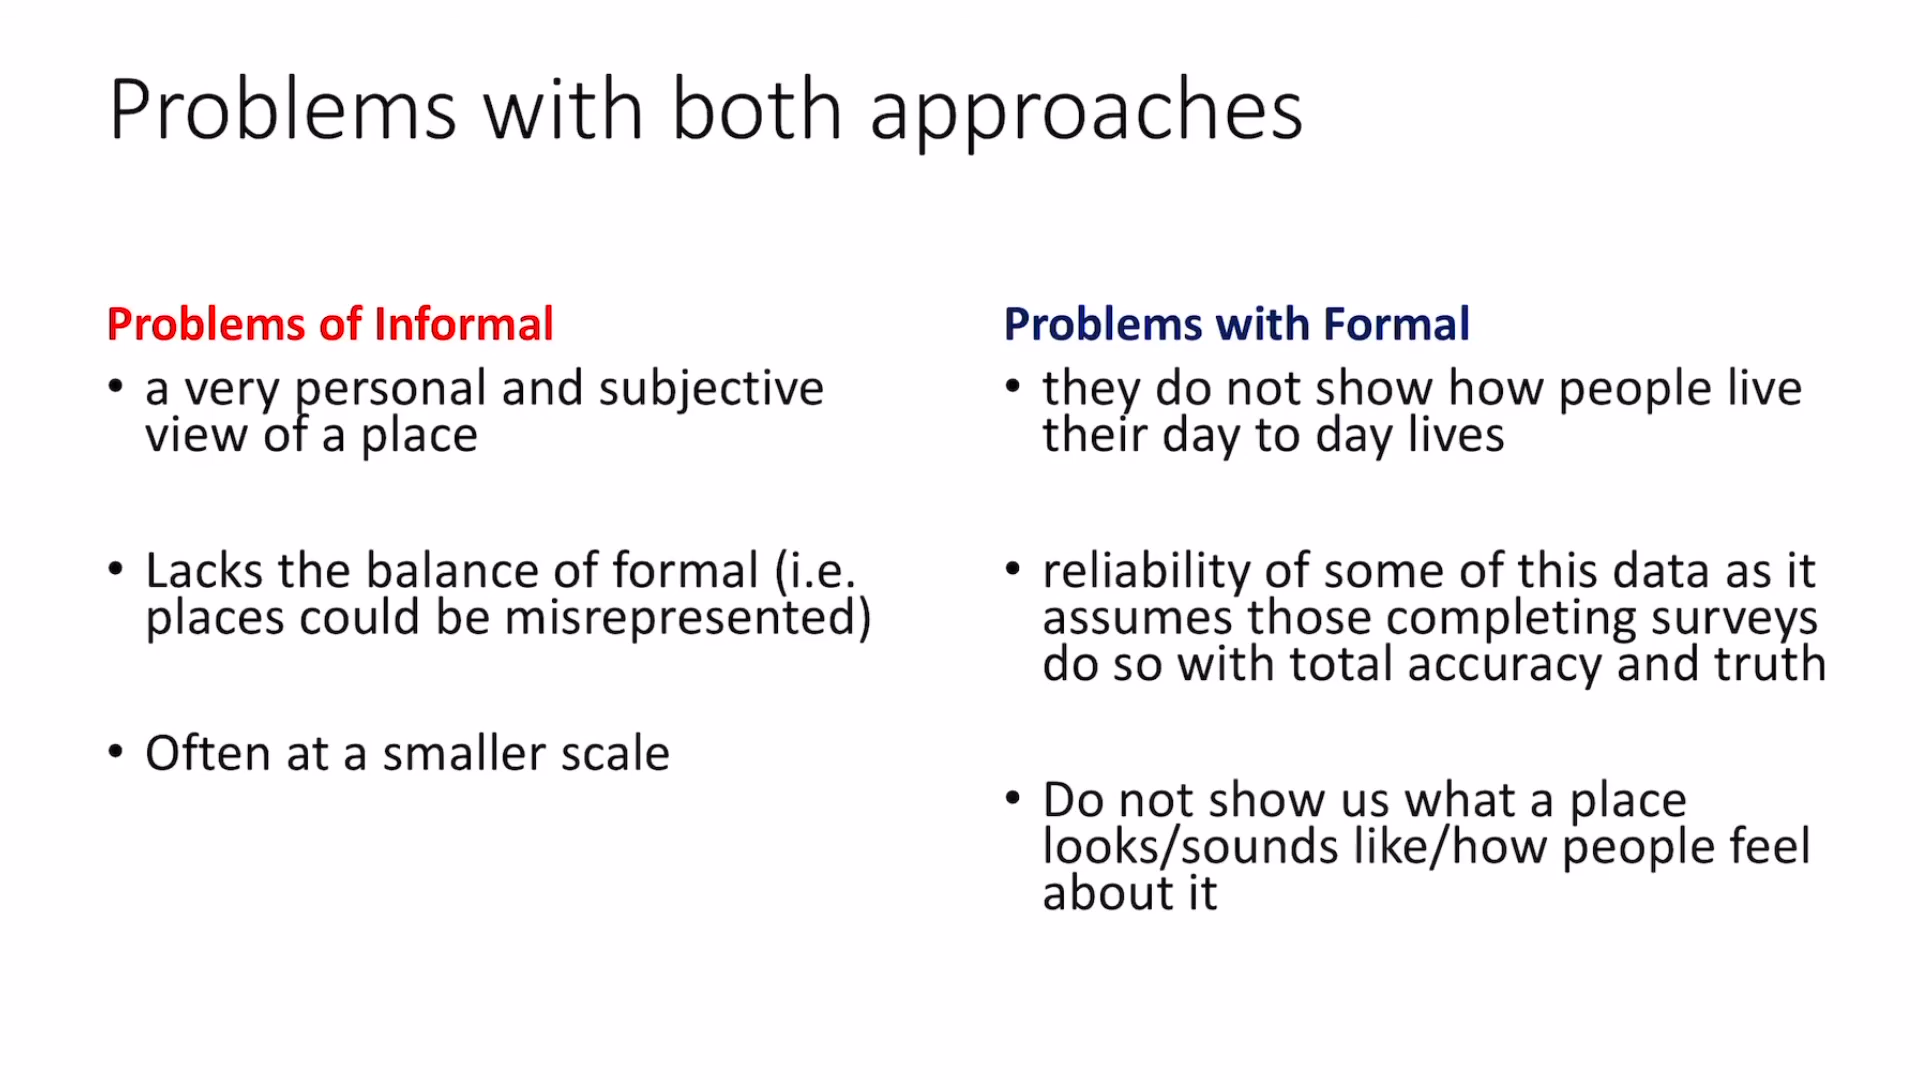 Problems with both approaches
Problems of Informal
• a very personal and subjective
view of a place
• Lacks the balance of formal (i.e.
places could be misrepresented)
• Often at a smaller scale
Problems with Formal
• they do not show how people live
their day to day lives
• reliability of some of this data as it
assumes those completing surveys
do so with total accuracy and truth
• Do not show us what a place
looks/sounds like/how people feel
about it